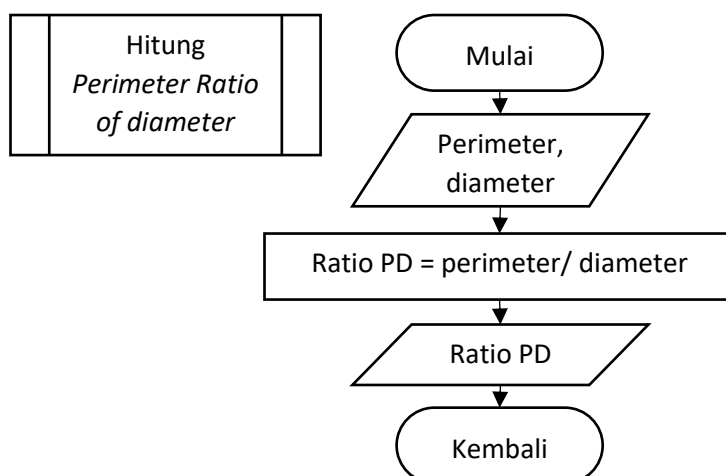 Hitung
Perimeter Ratio
of diameter
Mulai
Perimeter,
diameter
Ratio PD = perimeter/ diameter
Ratio PD
Kembali